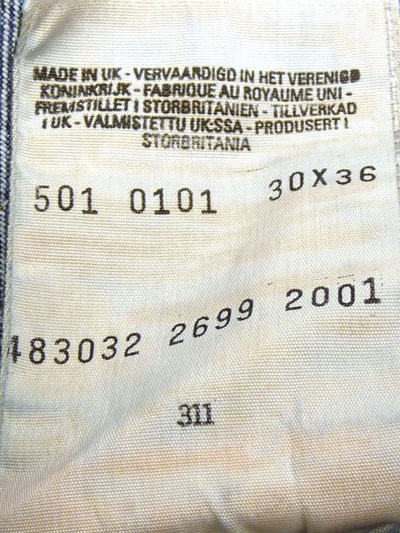 MADE IN UK - VERVAARDIGD IN HET VERENIGD
KONINKRIJK - FABRIQUE AU ROYAUME UNI -
FREMSTILLET I STORBRITANIEN - TILLVERKAD
I UK - VALMISTETTU UK:SSA - PRODUSERT I
STORBRITANIA
501 0101 30X36
483032 2699 2001
311